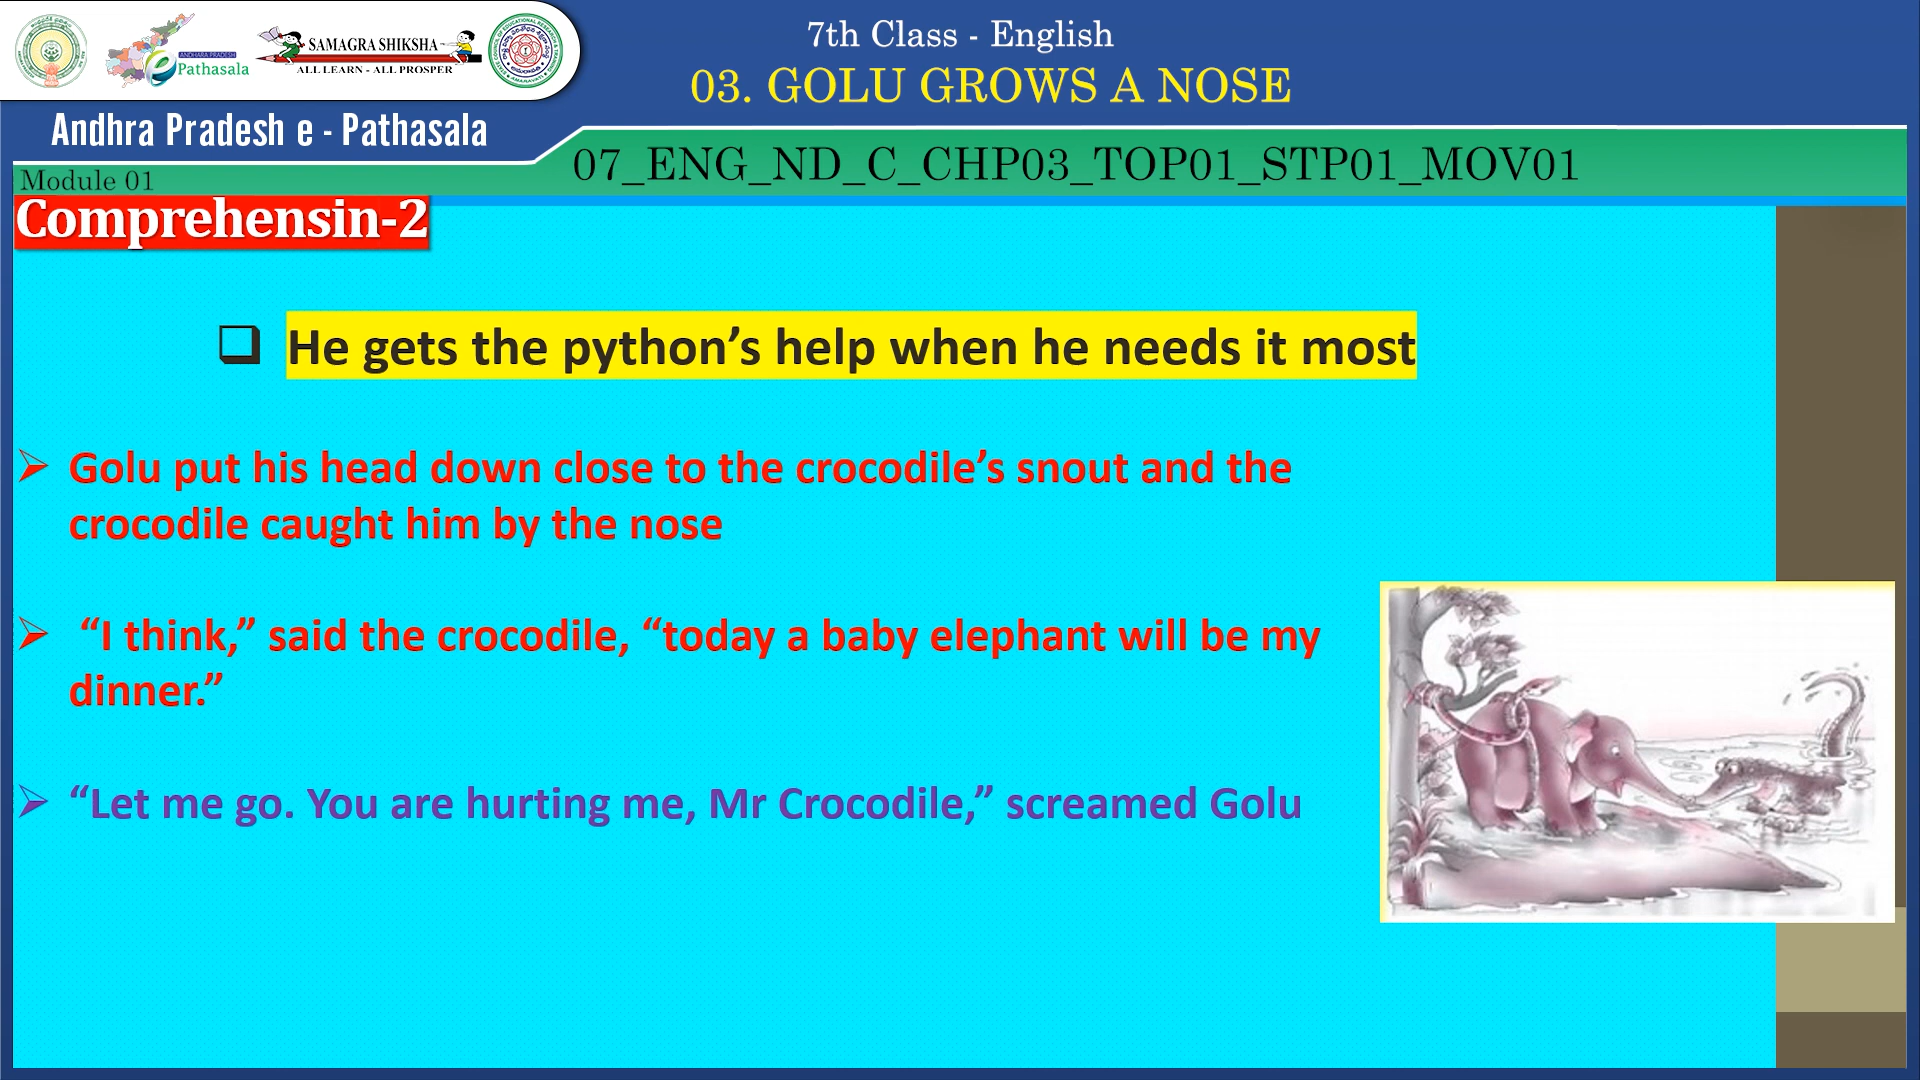 ANDHRA PRADESH
e Pathasala
SAMAGRA SHIKSHA
ALL LEARN - ALL PROSPER
7th Class - English
03. GOLU GROWS A NOSE
Andhra Pradesh e - Pathasala
07_ENG_ND_C_CHP03_TOP01_STP01_MOV01
Module 01
Comprehensin-2
He gets the python’s help when he needs it most
Golu put his head down close to the crocodile’s snout and the
crocodile caught him by the nose
“I think,” said the crocodile, “today a baby elephant will be my
dinner.”
“Let me go. You are hurting me, Mr Crocodile,” screamed Golu